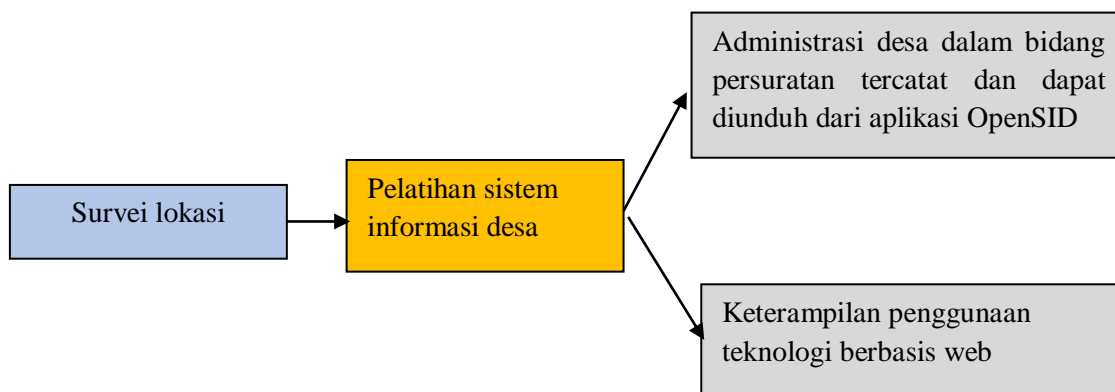 Survei lokasi
Pelatihan sistem
informasi desa
Administrasi desa dalam bidang
persuratan tercatat dan dapat
diunduh dari aplikasi OpenSID
Keterampilan penggunaan
teknologi berbasis web